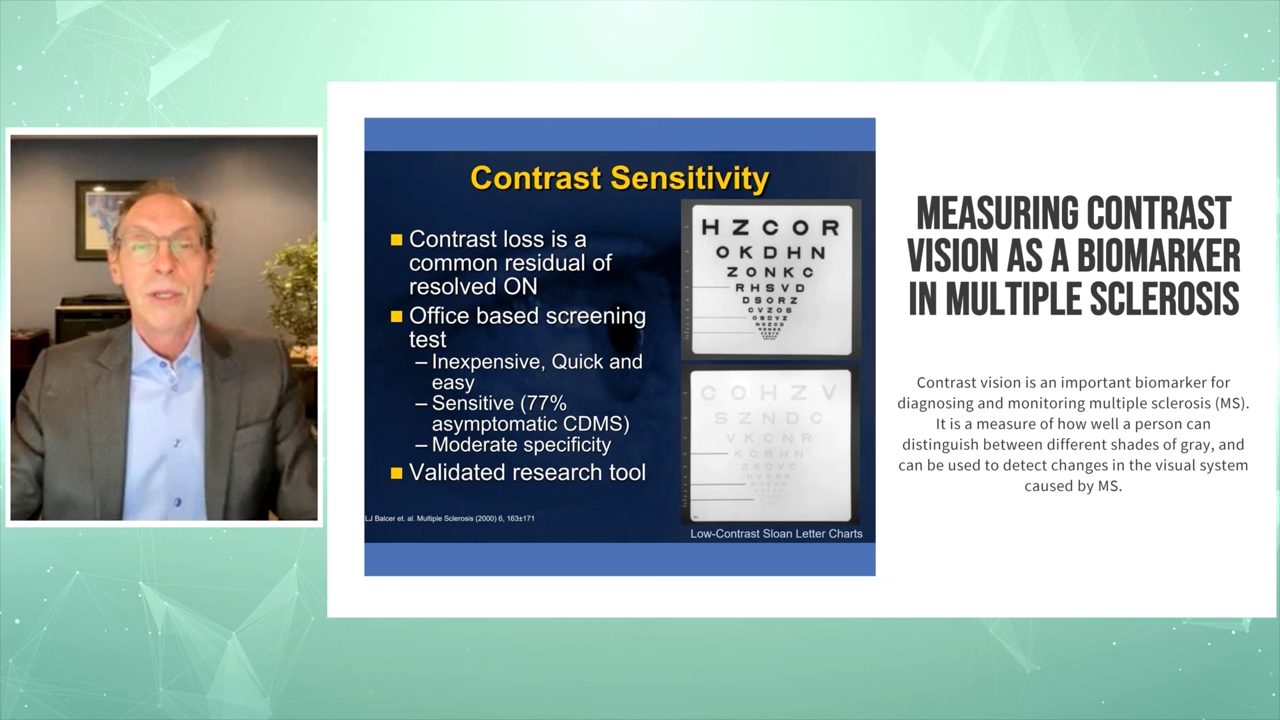 Contrast Sensitivity
■ Contrast loss is a
common residual of
resolved ON
■ Office based screening
test
– Inexpensive, Quick and
easy
– Sensitive (77%
asymptomatic CDMS)
– Moderate specificity
■ Validated research tool
LJ Balcer et. al. Multiple Sclerosis (2000) 6, 163±171
H Z C O R
O K D H N
Z O N K C
R H S V D
D S O R Z
C V Z O S
O S D V Z
N O Z C D
C O H Z V
S Z N D C
V K C N R
K C R H N
Z K D V C
Low-Contrast Sloan Letter Charts
MEASURING CONTRAST
VISION AS A BIOMARKER
IN MULTIPLE SCLEROSIS
Contrast vision is an important biomarker for
diagnosing and monitoring multiple sclerosis (MS).
It is a measure of how well a person can
distinguish between different shades of gray, and
can be used to detect changes in the visual system
caused by MS.